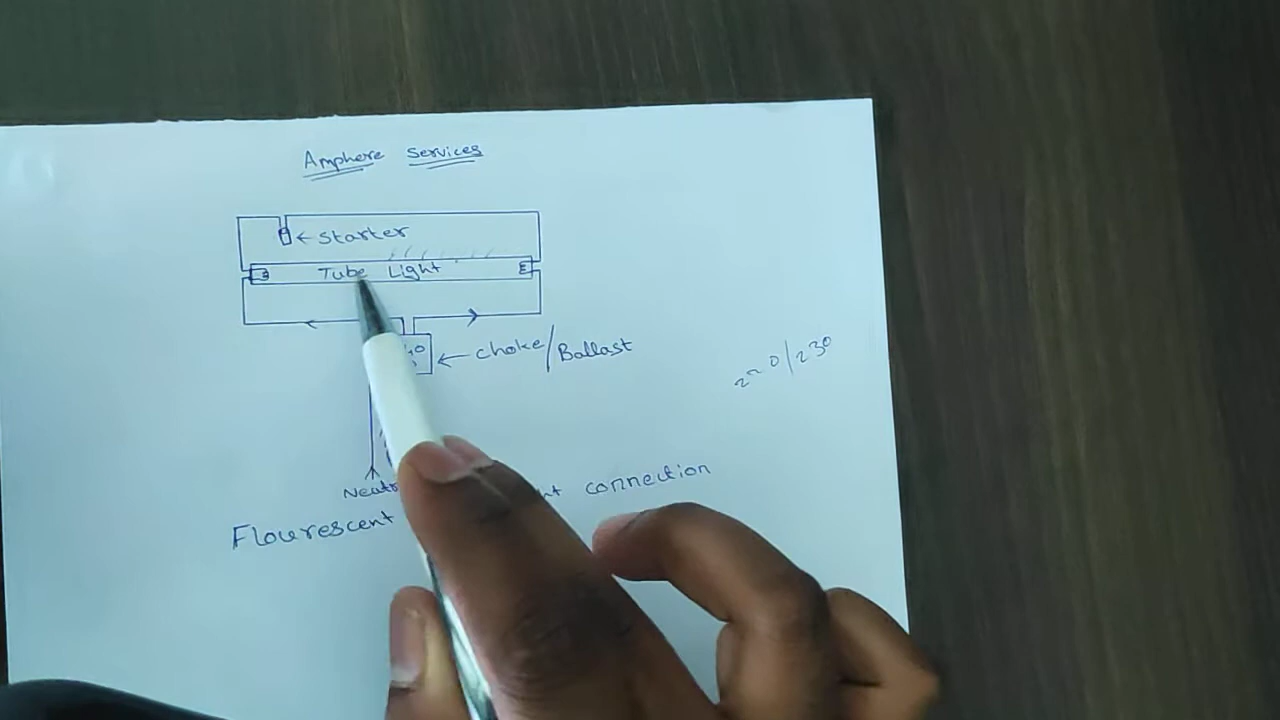 Amphere Services
← Starter
Tube Light
← choke/Ballast
220/230
connection
Flourescent